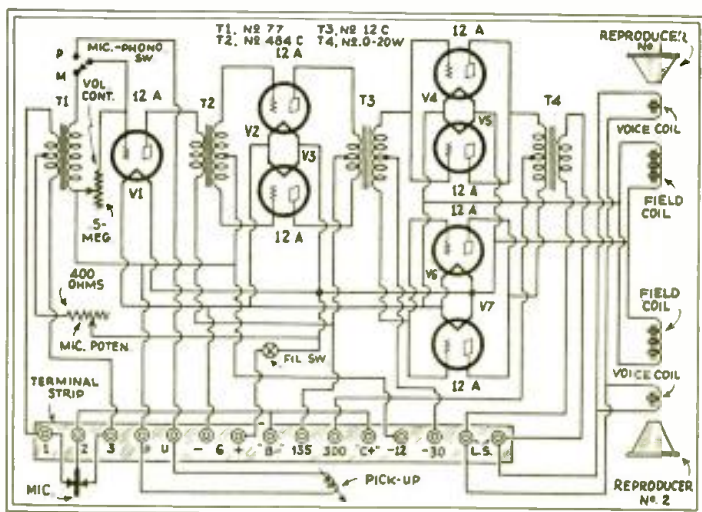 T1, Nº 77 T3, Nº 12 C
T2, Nº 484 C T4, Nº.0-20W
REPRODUCER
Nº 1
P
M
MIC.-PHONO
SW
VOL
CONT.
T1
12 A
T2
12 A
V2
V3
12 A
T3
12 A
V4
V5
12 A
T4
VOICE COIL
FIELD
COIL
V1
5-
MEG
400
OHMS
MIC. POTEN.
FIL SW
12 A
V6
V7
12 A
FIELD
COIL
VOICE COIL
REPRODUCER
Nº. 2
TERMINAL
STRIP
1 2 3 U - 6 + "B- 135 300 "C+" -12 -30 L.S.
MIC
PICK-UP